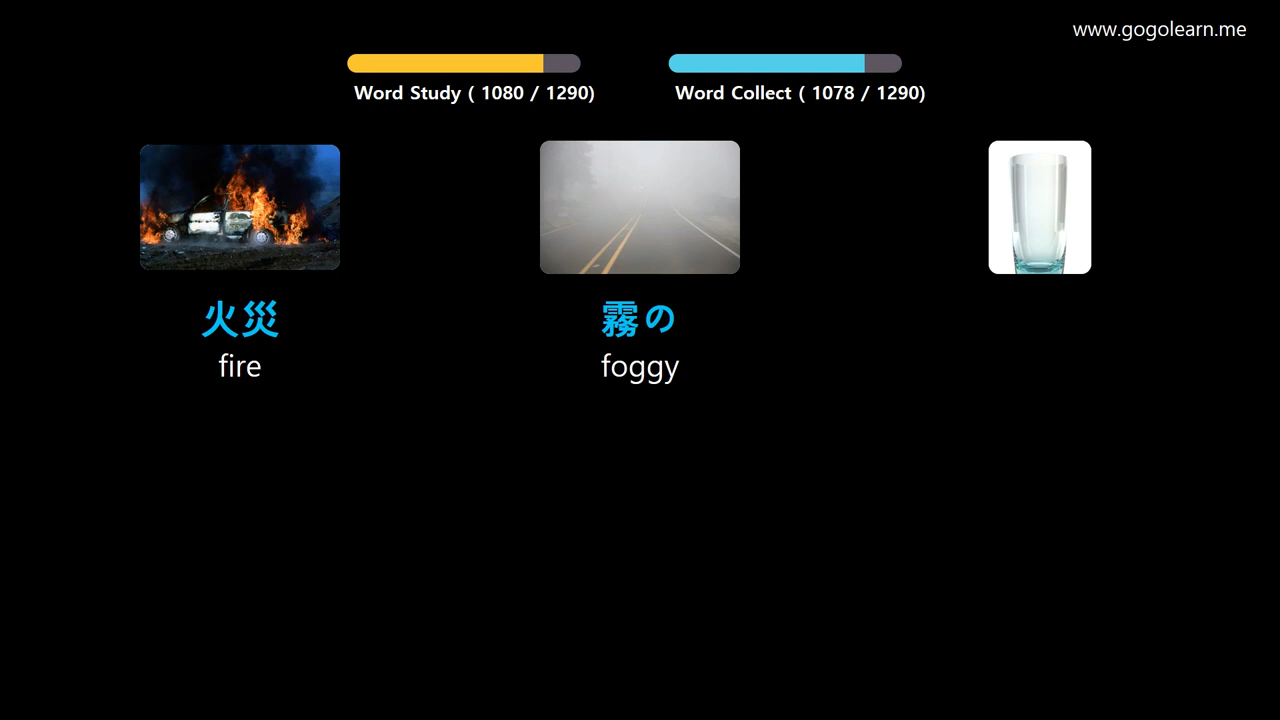 www.gogolearn.me
Word Study ( 1080 / 1290)
Word Collect ( 1078 / 1290)
火災
fire
霧の
foggy